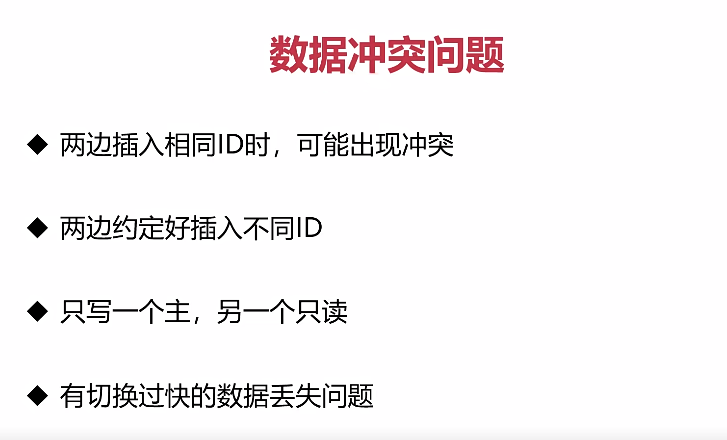 数据冲突问题
◆ 两边插入相同ID时，可能出现冲突
◆ 两边约定好插入不同ID
◆ 只写一个主，另一个只读
◆ 有切换过快的数据丢失问题